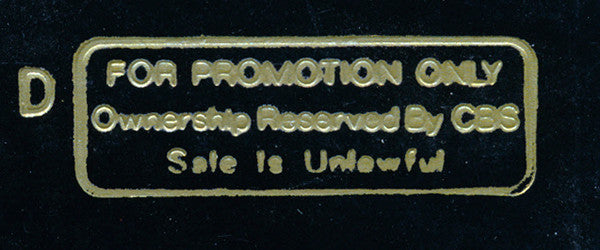 D
FOR PROMOTION ONLY
Ownership Reserved By CBS
Sale Is Unlawful